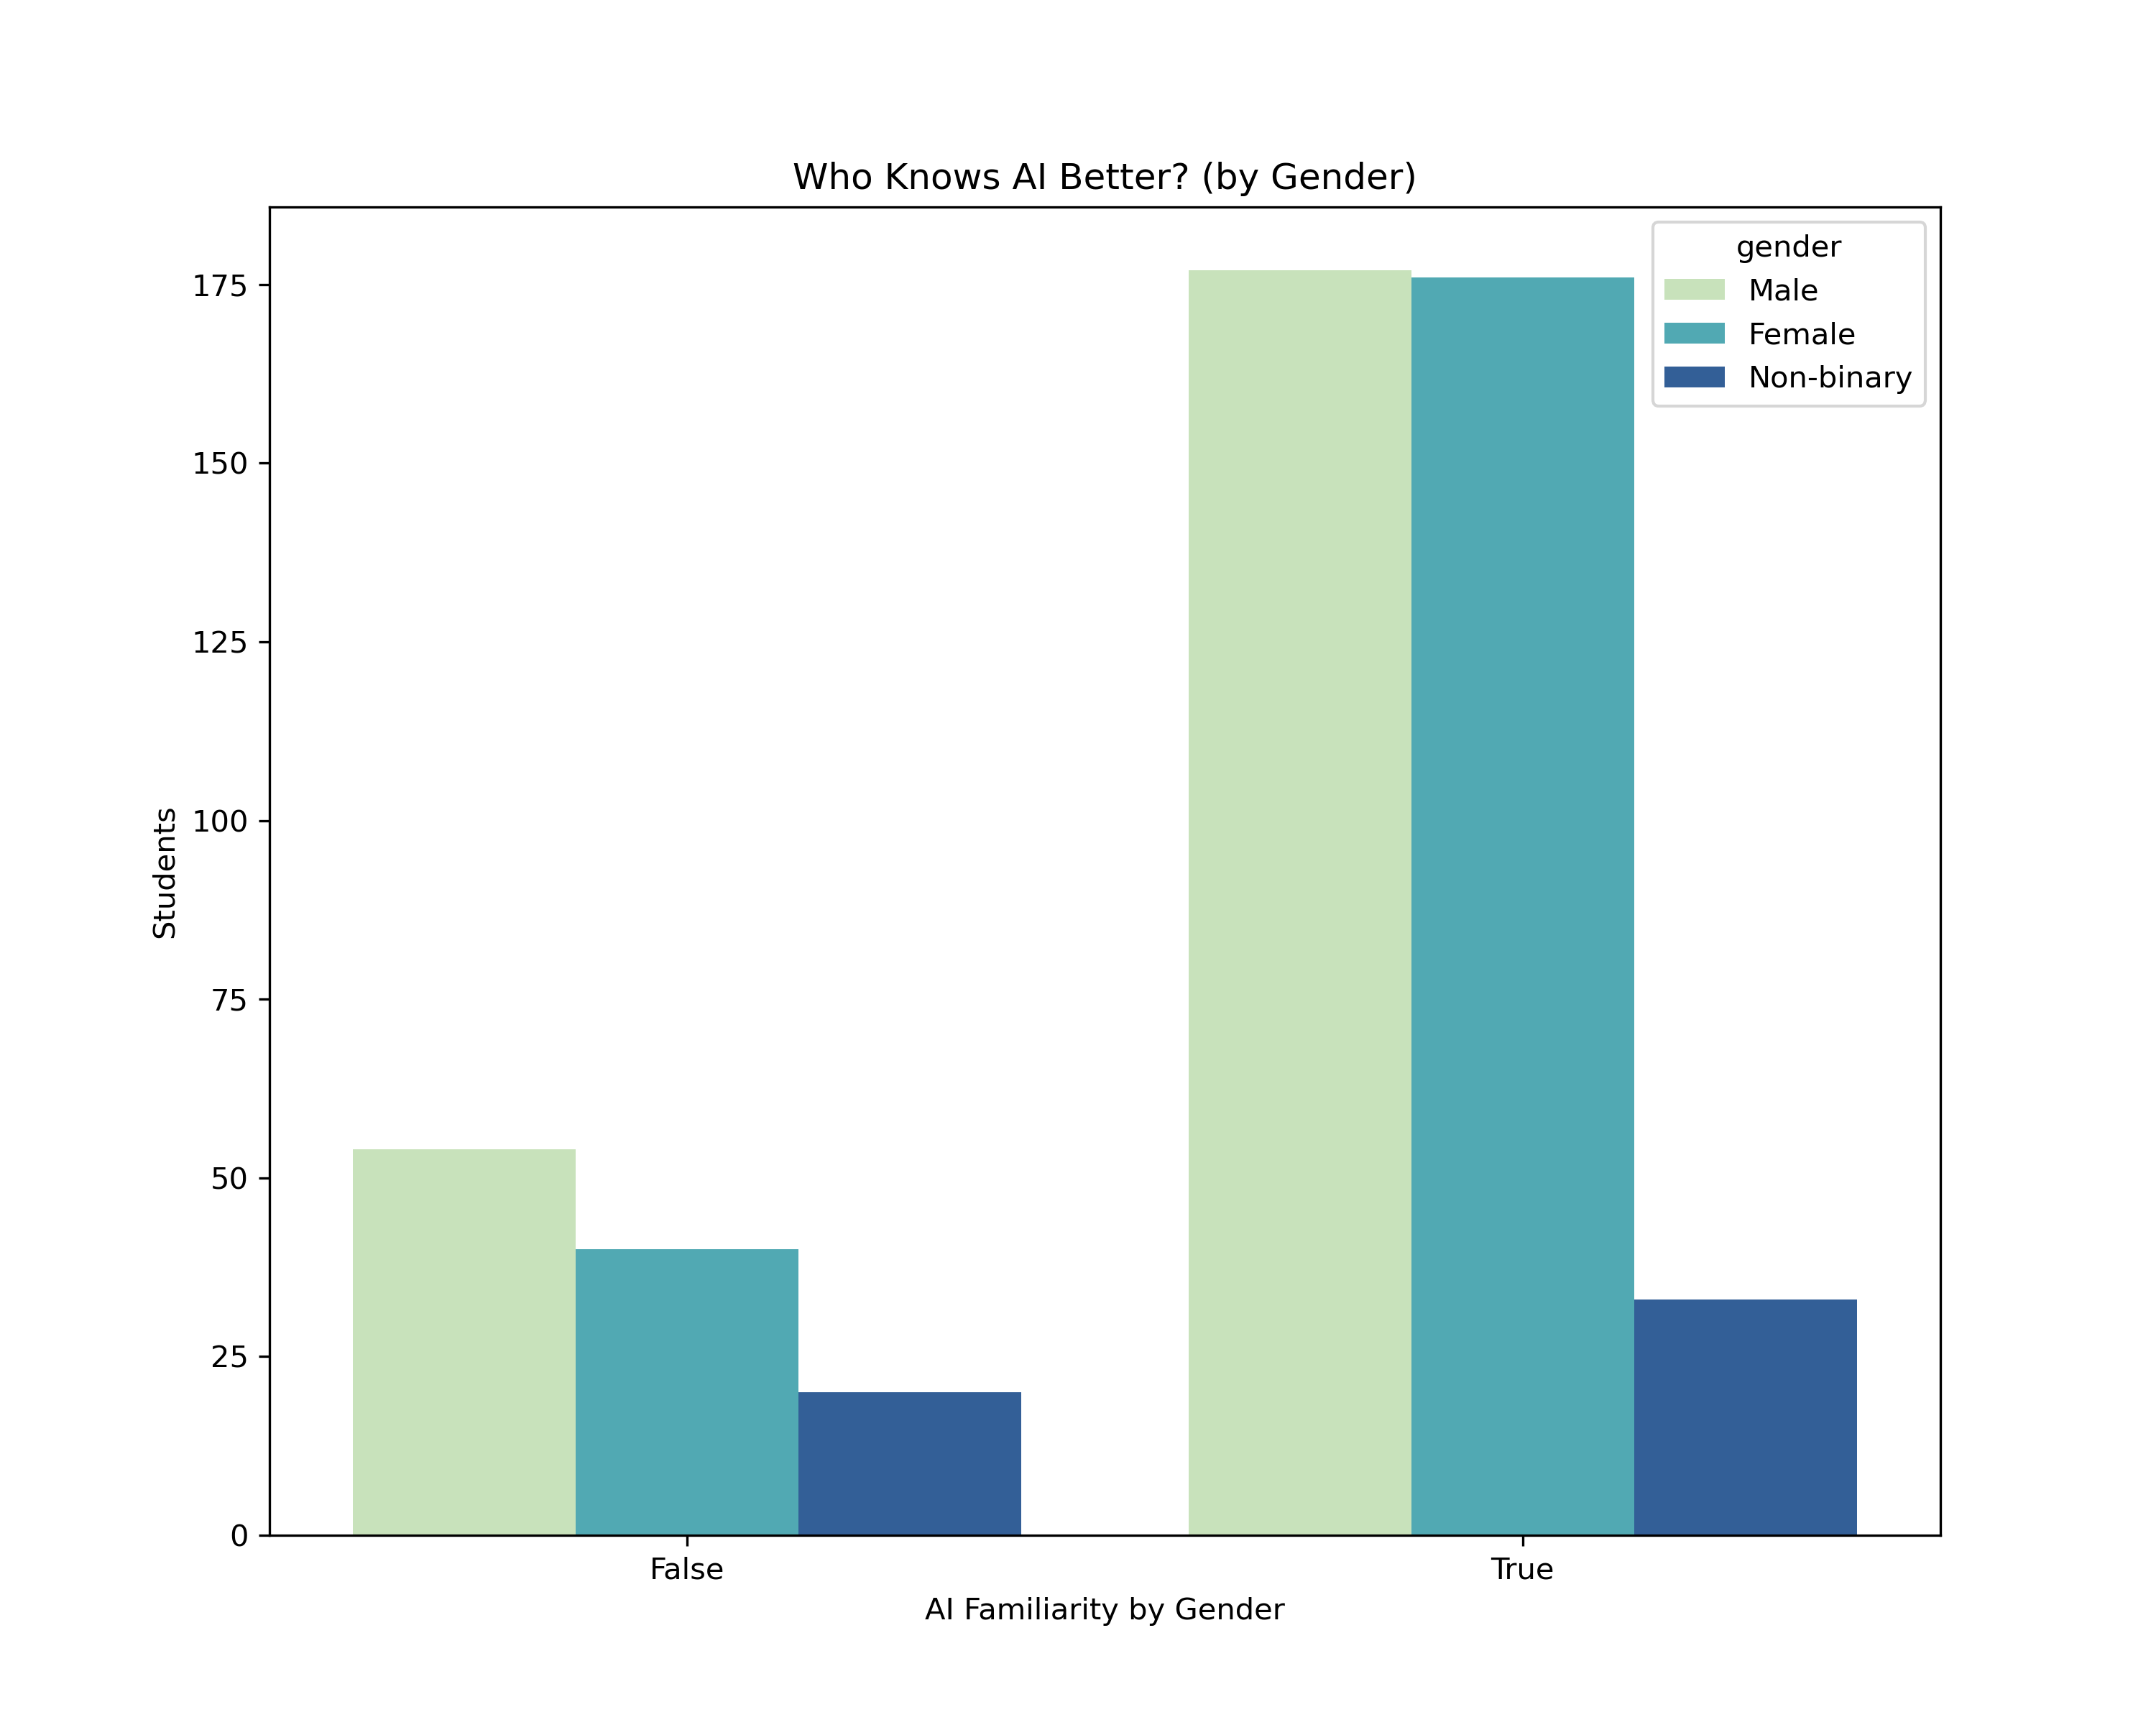 Who Knows AI Better? (by Gender)
gender
Male
Female
Non-binary
175
150
125
100
75
50
25
0
Students
False
True
AI Familiarity by Gender